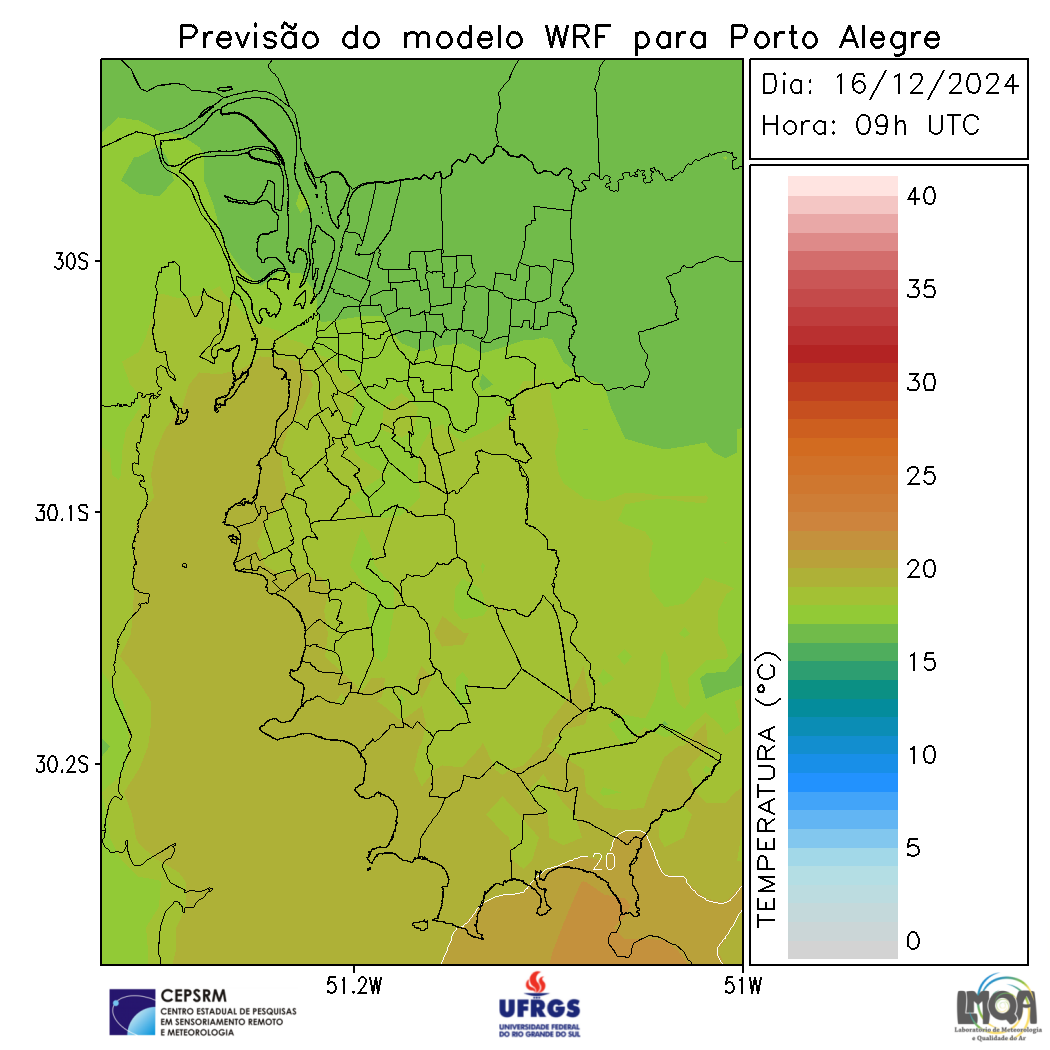 Previsão do modelo WRF para Porto Alegre
Dia: 16/12/2024
Hora: 09h UTC
40
35
30
25
20
15
10
5
0
TEMPERATURA (°C)
30S
30.1S
30.2S
20
51.2W
51W
CEPSRM
CENTRO ESTADUAL DE PESQUISAS
EM SENSORIAMENTO REMOTO
E METEOROLOGIA
UFRGS
UNIVERSIDADE FEDERAL
DO RIO GRANDE DO SUL
LMQA
Laboratório de Meteorologia
e Qualidade do Ar